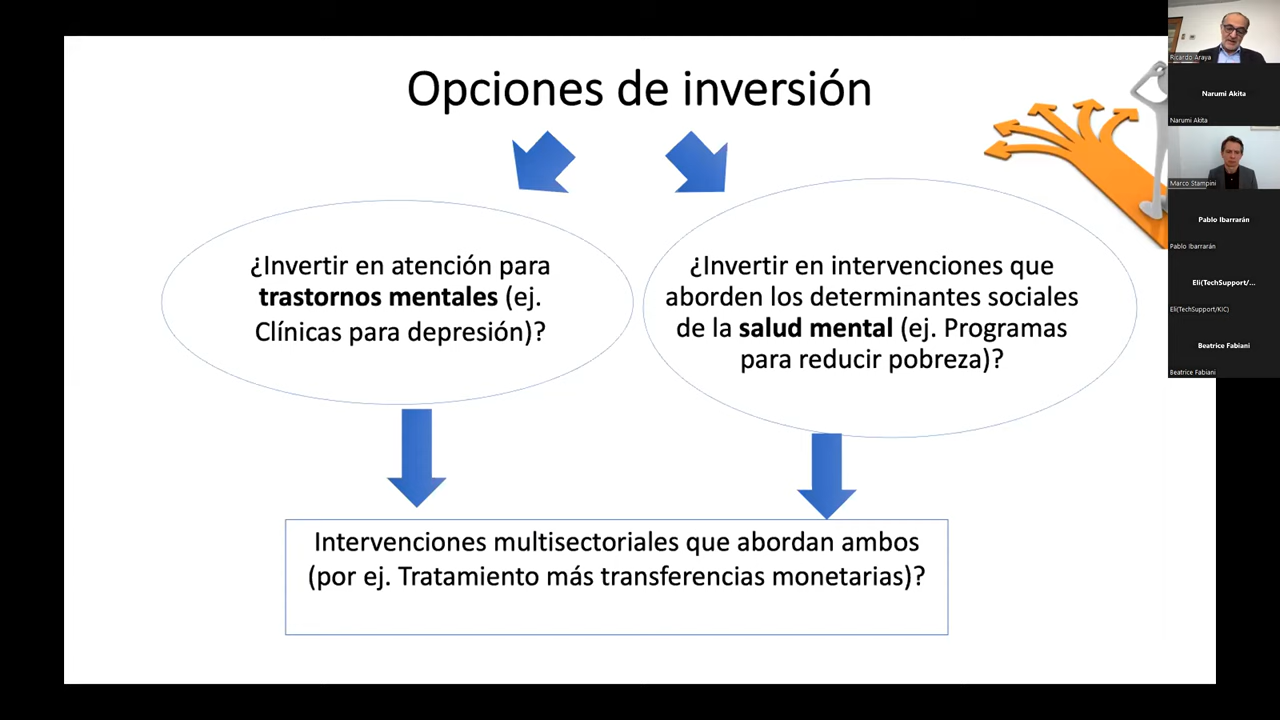 Opciones de inversión
¿Invertir en atención para
trastornos mentales (ej.
Clínicas para depresión)?
¿Invertir en intervenciones que
aborden los determinantes sociales
de la salud mental (ej. Programas
para reducir pobreza)?
Intervenciones multisectoriales que abordan ambos
(por ej. Tratamiento más transferencias monetarias)?
Ricardo Araya
Narumi Akita
Narumi Akita
Marco Stampini
Pablo Ibarrarán
Pablo Ibarrarán
Eli(TechSupport/...
Eli(TechSupport/KIC)
Beatrice Fabiani
Beatrice Fabiani